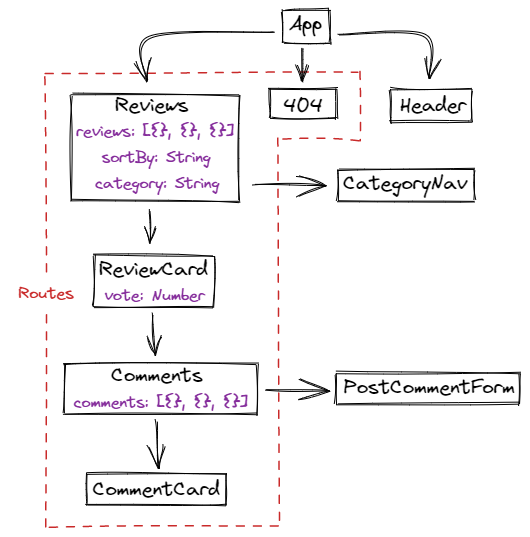 App
Reviews
reviews: [{}, {}, {}]
sortBy: String
category: String
404
Header
CategoryNav
ReviewCard
vote: Number
Routes
Comments
comments: [{}, {}, {}]
PostCommentForm
CommentCard